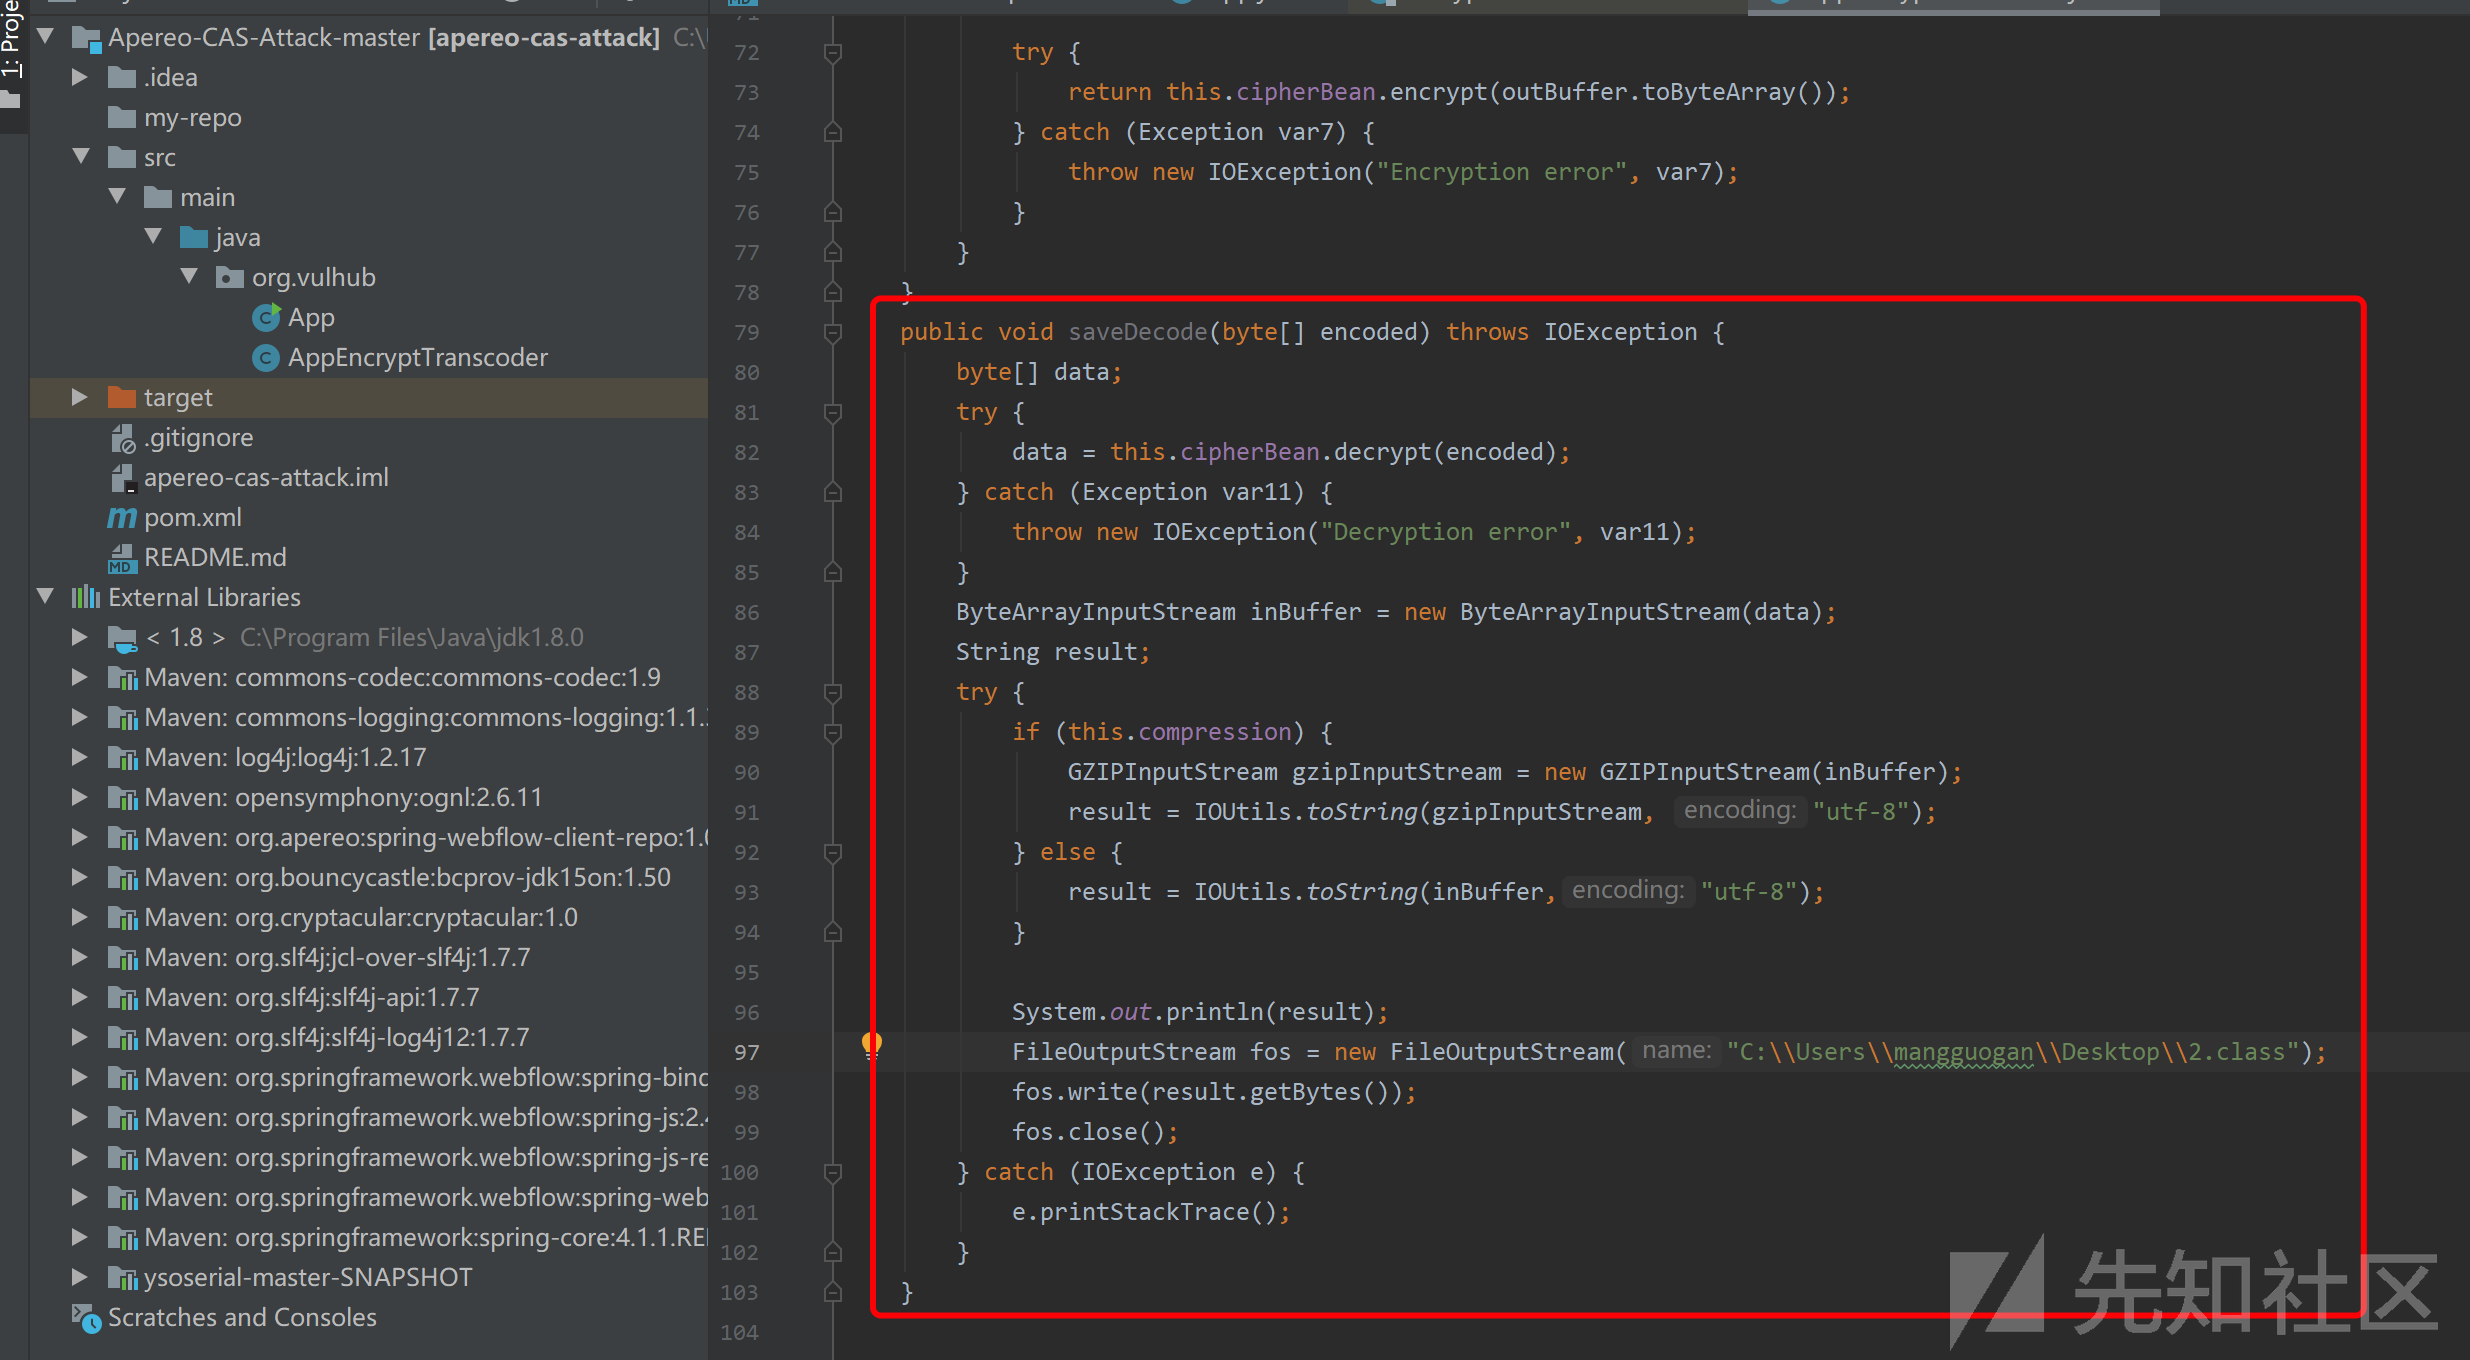 1: Proje
Apereo-CAS-Attack-master [apereo-cas-attack] C:\
.idea
my-repo
src
main
java
org.vulhub
App
AppEncryptTranscoder
target
.gitignore
apereo-cas-attack.iml
pom.xml
README.md
External Libraries
< 1.8 > C:\Program Files\Java\jdk1.8.0
Maven: commons-codec:commons-codec:1.9
Maven: commons-logging:commons-logging:1.1.
Maven: log4j:log4j:1.2.17
Maven: opensymphony:ognl:2.6.11
Maven: org.apereo:spring-webflow-client-repo:1.0
Maven: org.bouncycastle:bcprov-jdk15on:1.50
Maven: org.cryptacular:cryptacular:1.0
Maven: org.slf4j:jcl-over-slf4j:1.7.7
Maven: org.slf4j:slf4j-api:1.7.7
Maven: org.slf4j:slf4j-log4j12:1.7.7
Maven: org.springframework.webflow:spring-bind
Maven: org.springframework.webflow:spring-js:2.4
Maven: org.springframework.webflow:spring-js-re
Maven: org.springframework.webflow:spring-web
Maven: org.springframework:spring-core:4.1.1.REL
ysoserial-master-SNAPSHOT
Scratches and Consoles
71
72 try {
73 return this.cipherBean.encrypt(outBuffer.toByteArray());
74 } catch (Exception var7) {
75 throw new IOException("Encryption error", var7);
76 }
77 }
78 }
79 public void saveDecode(byte[] encoded) throws IOException {
80 byte[] data;
81 try {
82 data = this.cipherBean.decrypt(encoded);
83 } catch (Exception var11) {
84 throw new IOException("Decryption error", var11);
85 }
86 ByteArrayInputStream inBuffer = new ByteArrayInputStream(data);
87 String result;
88 try {
89 if (this.compression) {
90 GZIPInputStream gzipInputStream = new GZIPInputStream(inBuffer);
91 result = IOUtils.toString(gzipInputStream, encoding: "utf-8");
92 } else {
93 result = IOUtils.toString(inBuffer, encoding: "utf-8");
94 }
95
96 System.out.println(result);
97 FileOutputStream fos = new FileOutputStream( name: "C:\\Users\\mangguogan\\Desktop\\2.class");
98 fos.write(result.getBytes());
99 fos.close();
100 } catch (IOException e) {
101 e.printStackTrace();
102 }
103 }
104
先知社区